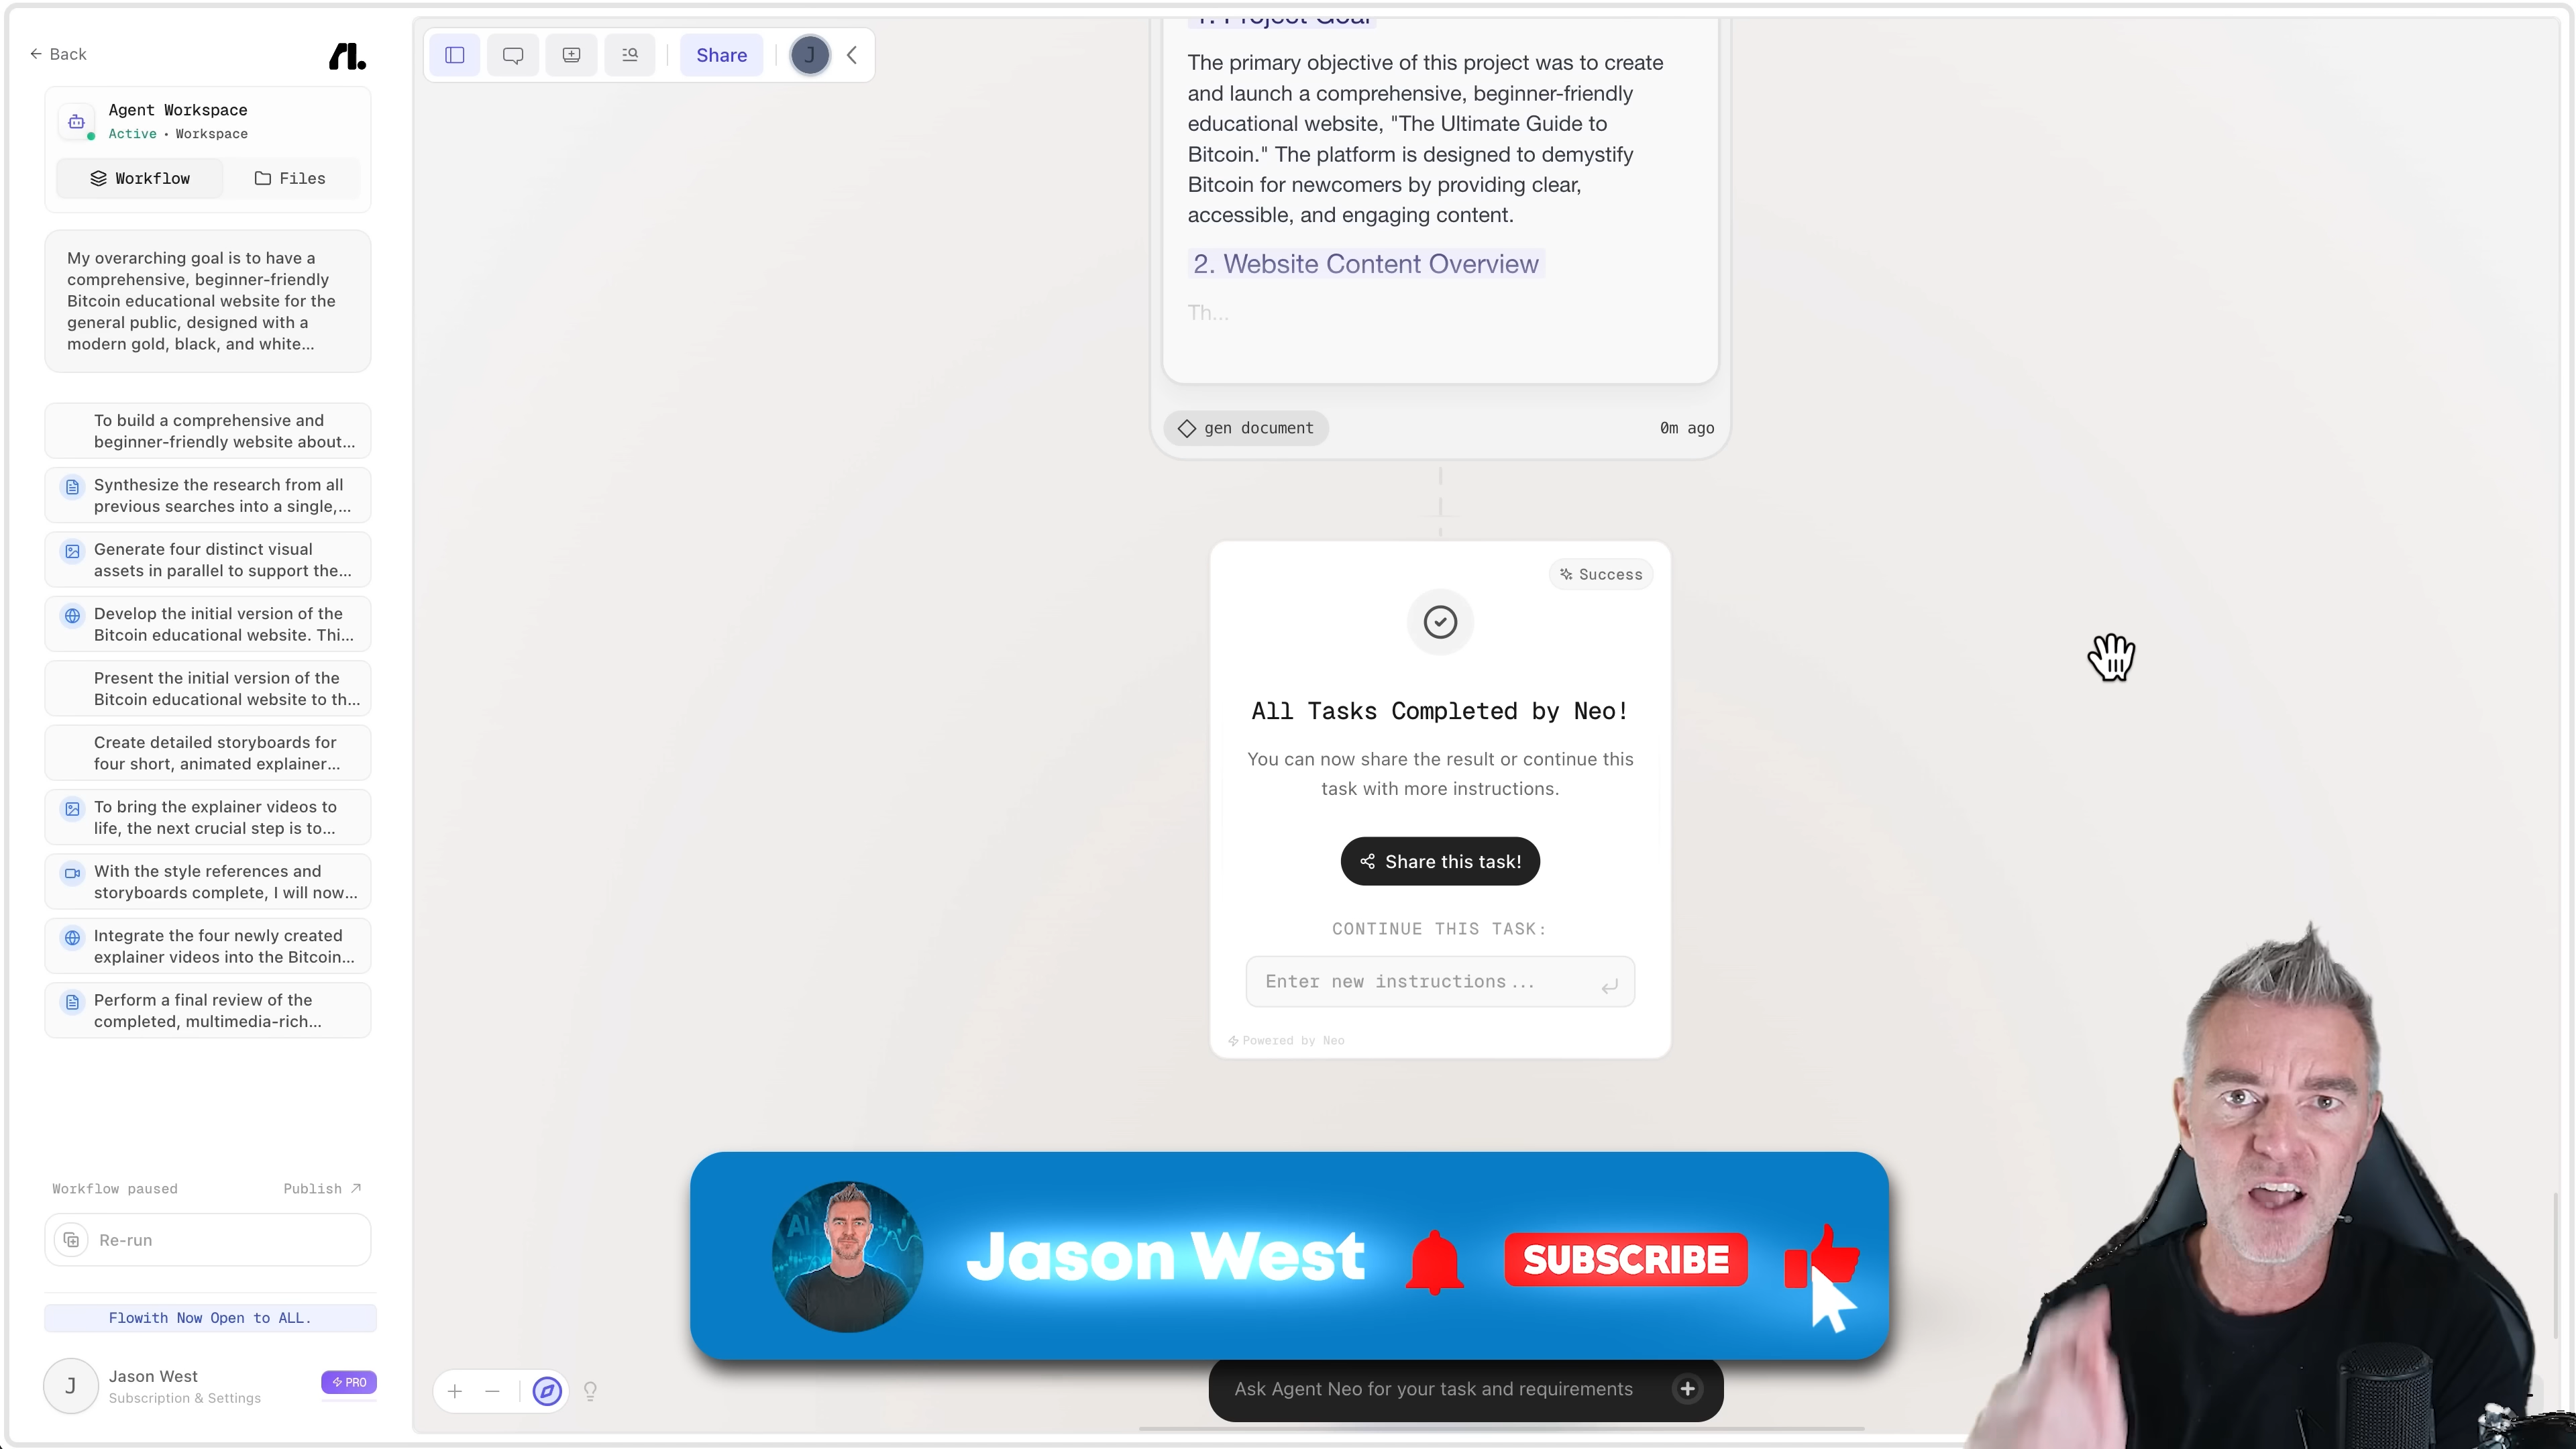 Back
Agent Workspace
Active • Workspace
Workflow
Files
My overarching goal is to have a
comprehensive, beginner-friendly
Bitcoin educational website for the
general public, designed with a
modern gold, black, and white...
To build a comprehensive and
beginner-friendly website about...
Synthesize the research from all
previous searches into a single,...
Generate four distinct visual
assets in parallel to support the...
Develop the initial version of the
Bitcoin educational website. Thi...
Present the initial version of the
Bitcoin educational website to th...
Create detailed storyboards for
four short, animated explainer...
To bring the explainer videos to
life, the next crucial step is to...
With the style references and
storyboards complete, I will now...
Integrate the four newly created
explainer videos into the Bitcoin...
Perform a final review of the
completed, multimedia-rich...
Workflow paused
Publish
Re-run
Flowith Now Open to ALL.
J
Jason West
Subscription & Settings
PRO
Share
J
1. Project Goal
The primary objective of this project was to create
and launch a comprehensive, beginner-friendly
educational website, "The Ultimate Guide to
Bitcoin." The platform is designed to demystify
Bitcoin for newcomers by providing clear,
accessible, and engaging content.
2. Website Content Overview
Th...
gen document
0m ago
Success
All Tasks Completed by Neo!
You can now share the result or continue this
task with more instructions.
Share this task!
CONTINUE THIS TASK:
Enter new instructions...
Powered by Neo
AI
Jason West
SUBSCRIBE
Ask Agent Neo for your task and requirements